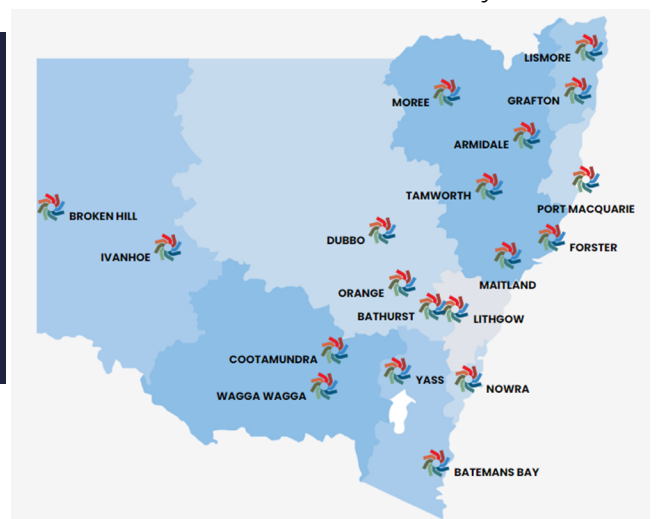 LISMORE
MOREE
GRAFTON
ARMIDALE
TAMWORTH
PORT MACQUARIE
BROKEN HILL
DUBBO
FORSTER
IVANHOE
MAITLAND
ORANGE
BATHURST
LITHGOW
COOTAMUNDRA
YASS
NOWRA
WAGGA WAGGA
BATEMANS BAY